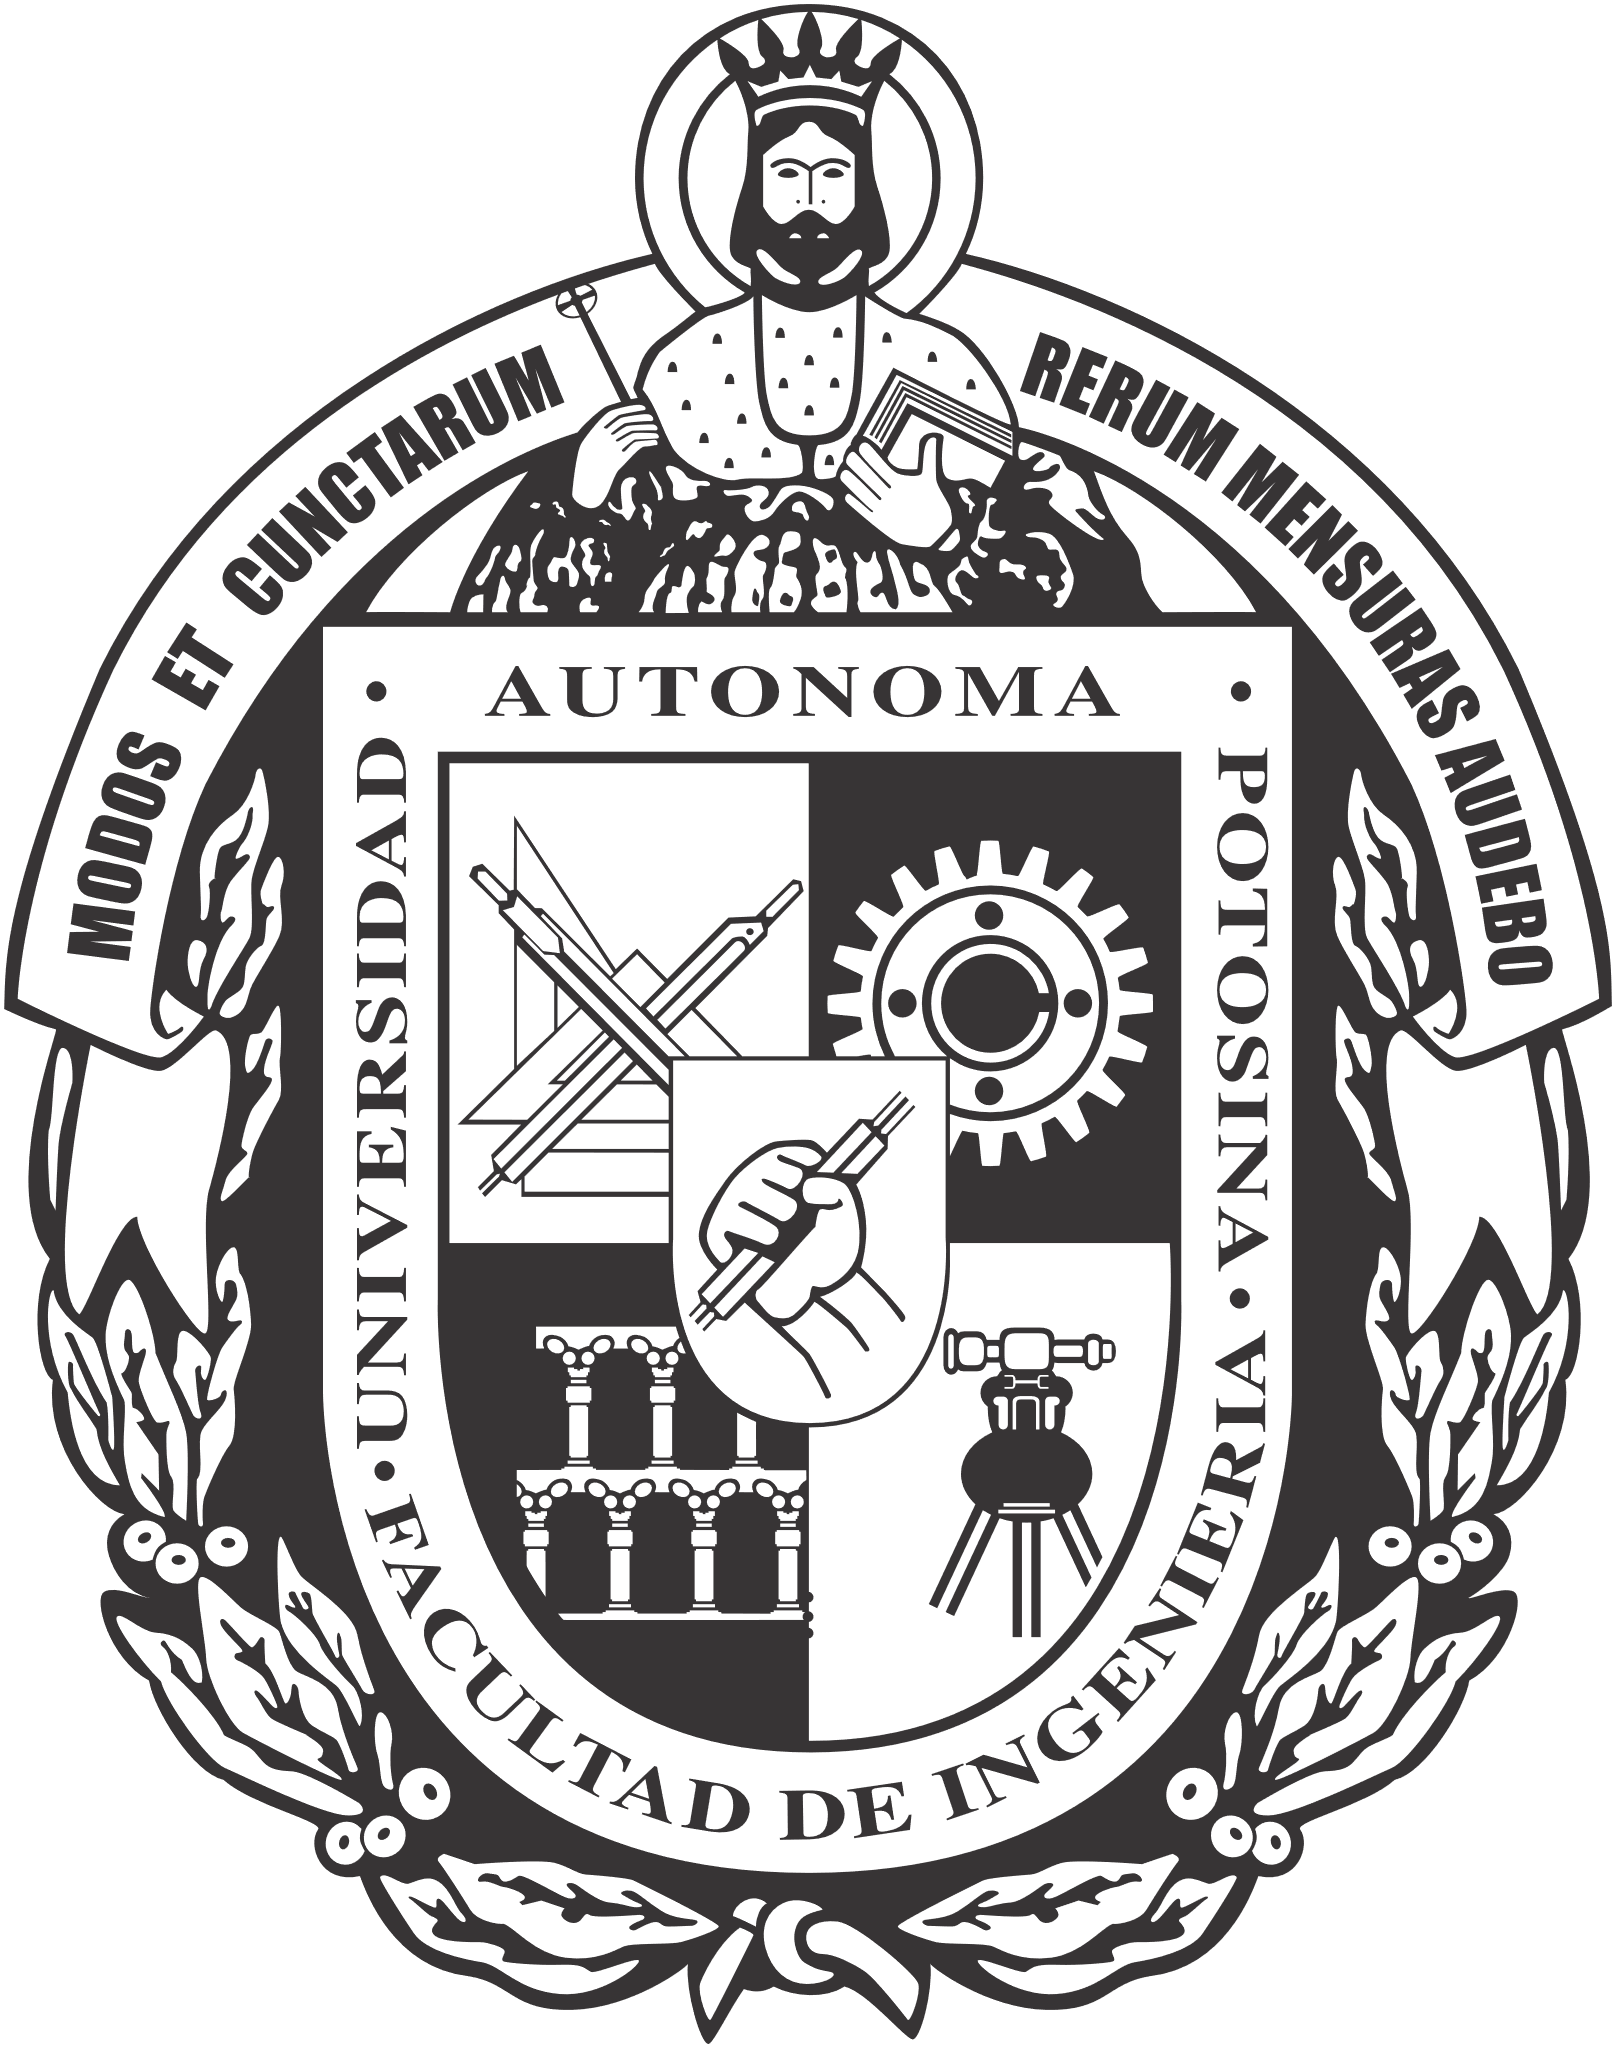 MODOS ET CUNCTARUM RERUM MENSURAS AUDEBO
• UNIVERSIDAD • AUTONOMA • POTOSINA •
FACULTAD DE INGENIERIA